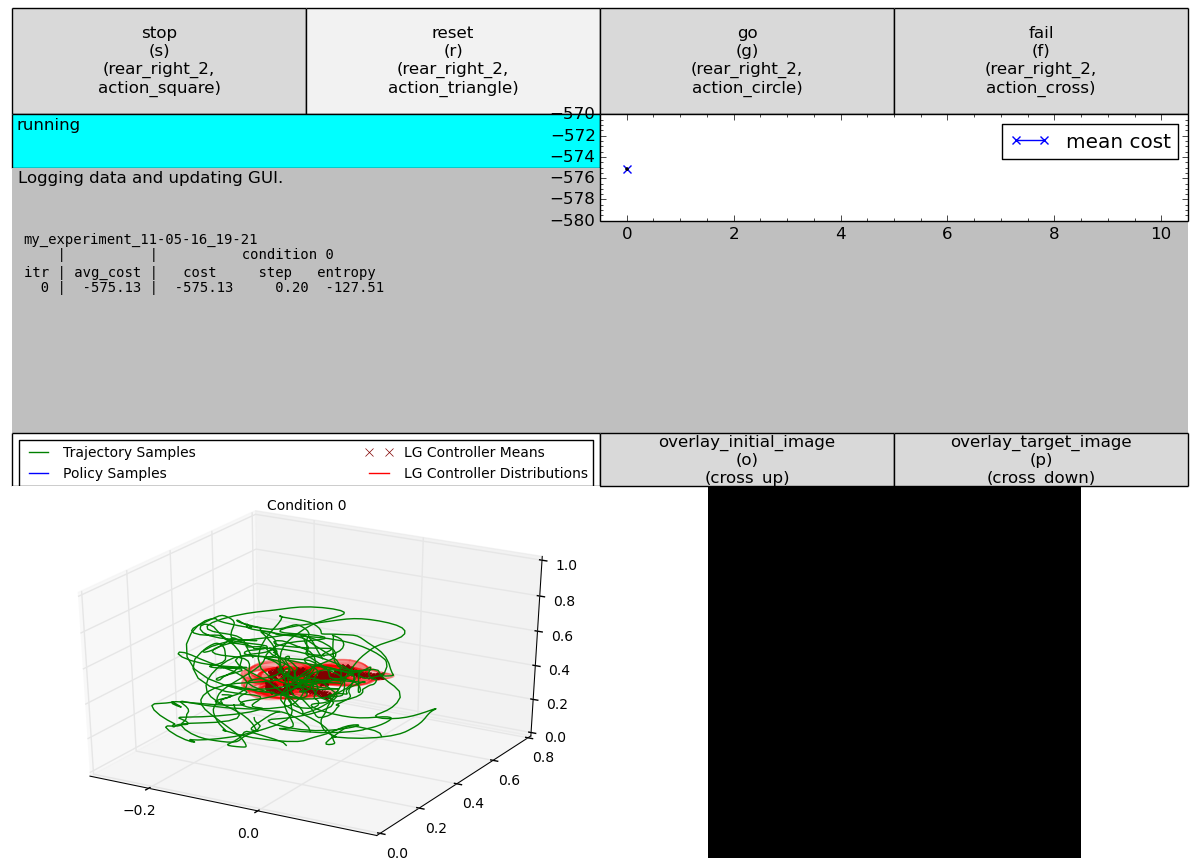 stop
(s)
(rear_right_2,
action_square)
reset
(r)
(rear_right_2,
action_triangle)
go
(g)
(rear_right_2,
action_circle)
fail
(f)
(rear_right_2,
action_cross)
running
Logging data and updating GUI.
−570
−572
−574
−576
−578
−580
mean cost
0 2 4 6 8 10
my_experiment_11-05-16_19-21
| | condition 0
itr | avg_cost | cost step entropy
0 | -575.13 | -575.13 0.20 -127.51
Trajectory Samples
LG Controller Means
Policy Samples
LG Controller Distributions
overlay_initial_image
(o)
(cross_up)
overlay_target_image
(p)
(cross_down)
Condition 0
1.0
0.8
0.6
0.4
0.2
0.0
0.8
0.6
0.4
0.2
0.0
−0.2
0.0